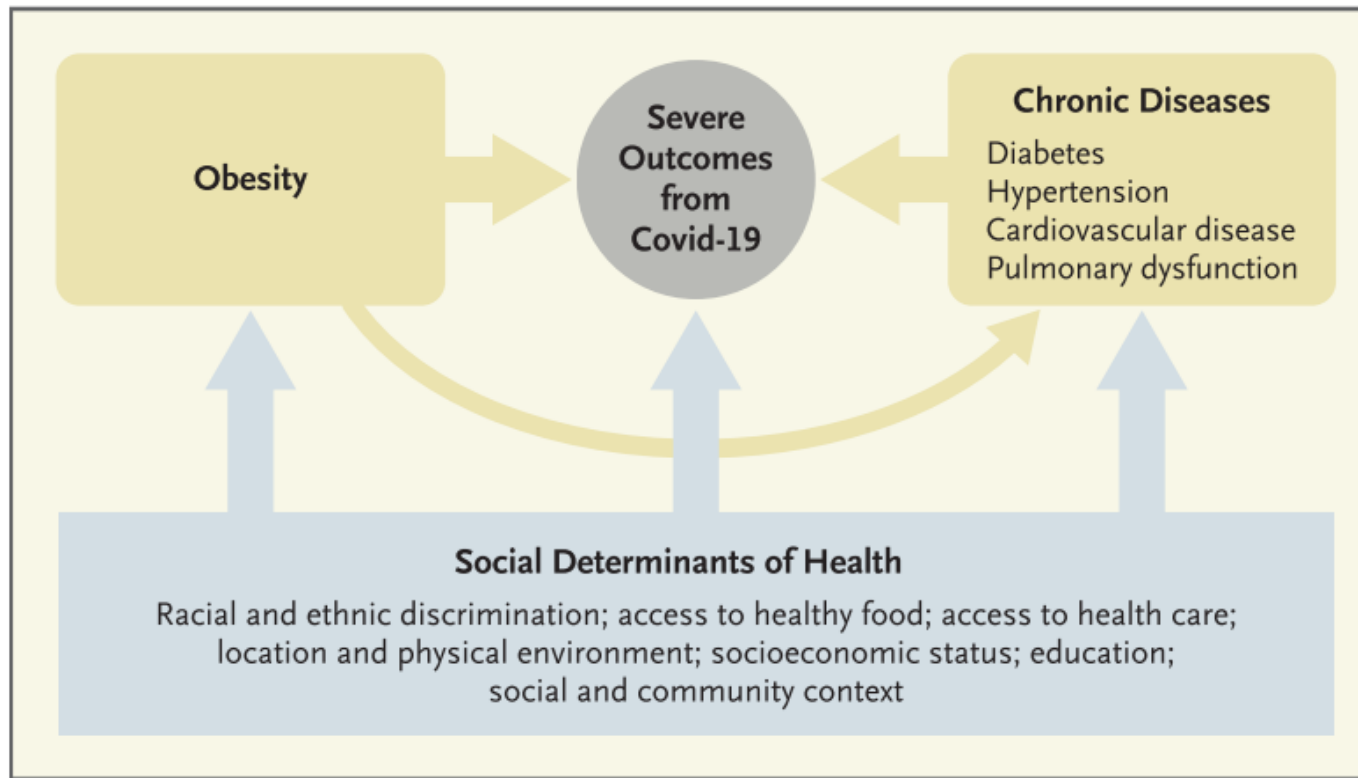 Obesity
Severe
Outcomes
from
Covid-19
Chronic Diseases
Diabetes
Hypertension
Cardiovascular disease
Pulmonary dysfunction
Social Determinants of Health
Racial and ethnic discrimination; access to healthy food; access to health care;
location and physical environment; socioeconomic status; education;
social and community context